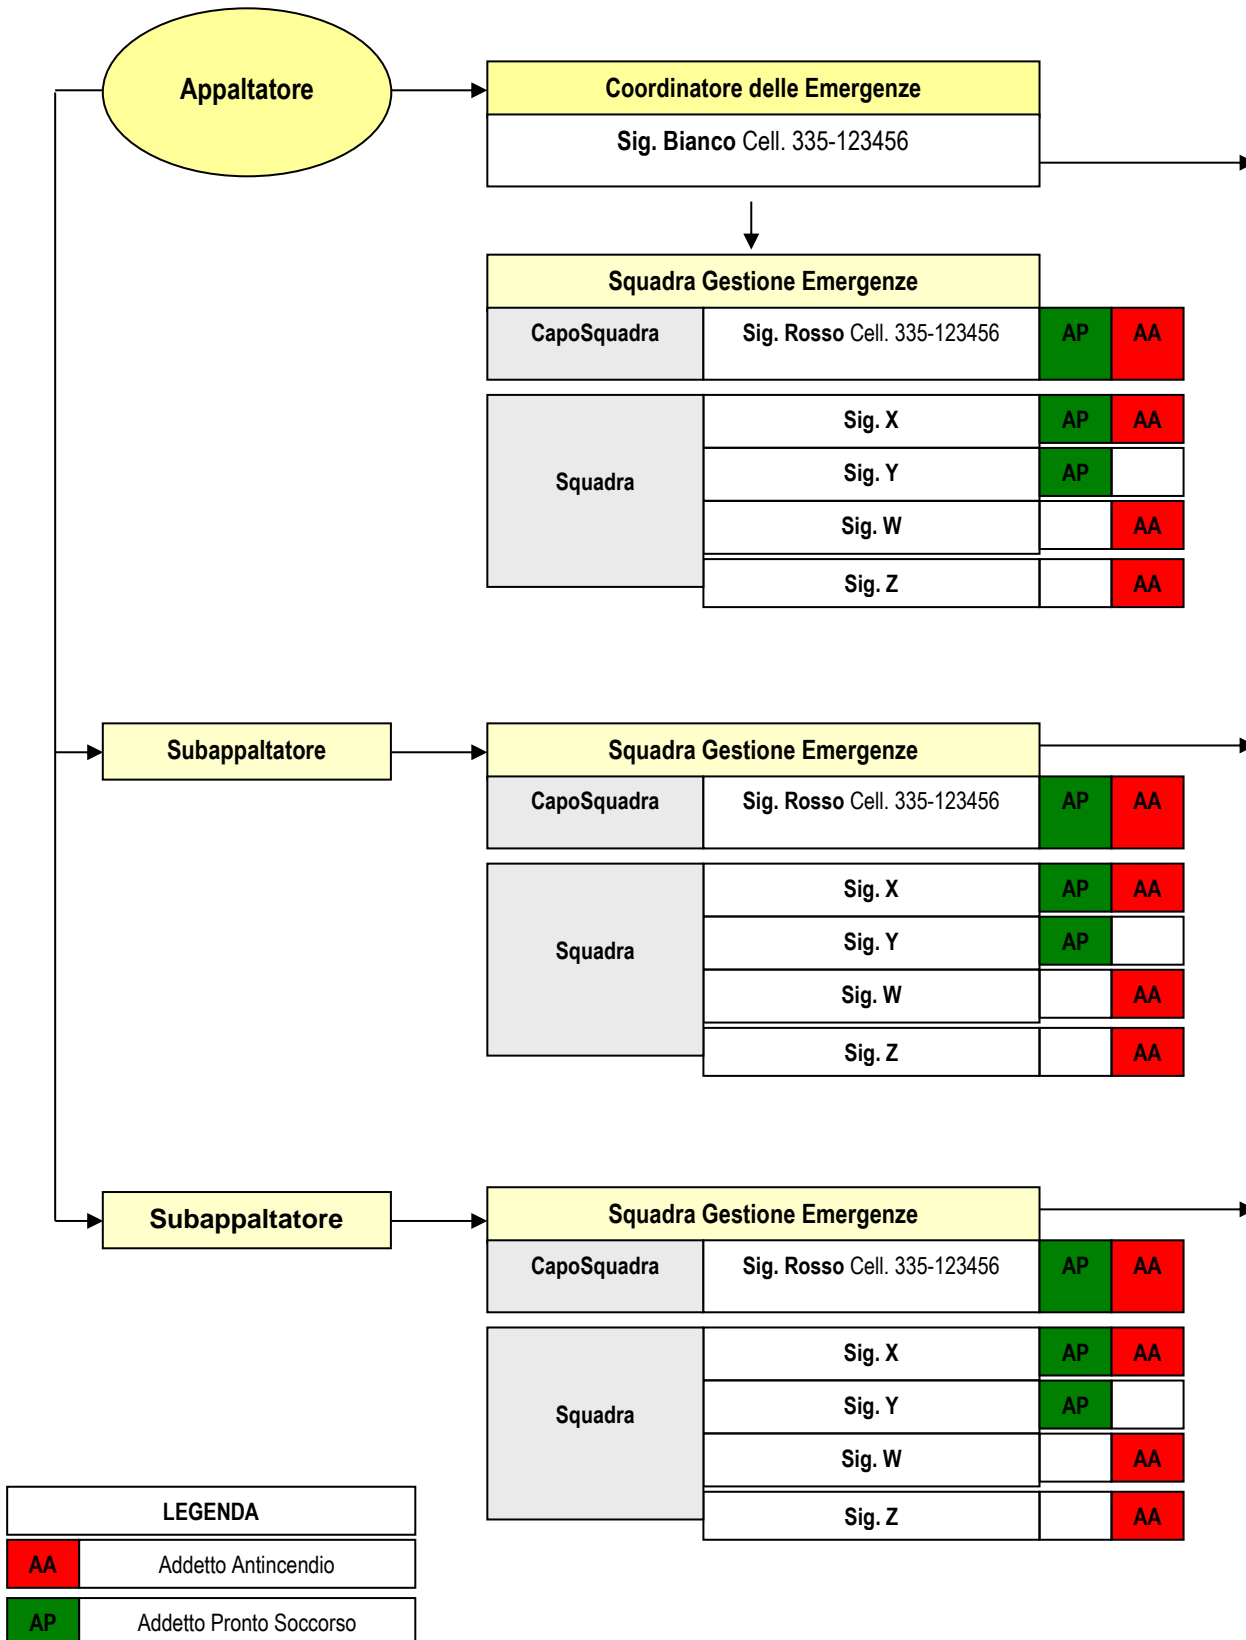 Appaltatore
Coordinatore delle Emergenze
Sig. Bianco Cell. 335-123456
Squadra Gestione Emergenze
CapoSquadra Sig. Rosso Cell. 335-123456 AP AA
Squadra
Sig. X AP AA
Sig. Y AP
Sig. W AA
Sig. Z AA
Subappaltatore
Squadra Gestione Emergenze
CapoSquadra Sig. Rosso Cell. 335-123456 AP AA
Squadra
Sig. X AP AA
Sig. Y AP
Sig. W AA
Sig. Z AA
Subappaltatore
Squadra Gestione Emergenze
CapoSquadra Sig. Rosso Cell. 335-123456 AP AA
Squadra
Sig. X AP AA
Sig. Y AP
Sig. W AA
Sig. Z AA
LEGENDA
AA Addetto Antincendio
AP Addetto Pronto Soccorso